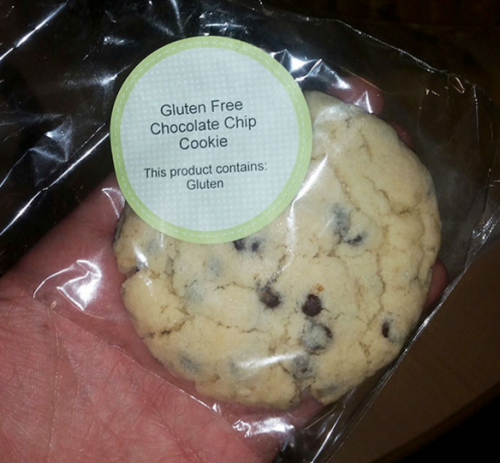 Gluten Free
Chocolate Chip
Cookie
This product contains:
Gluten